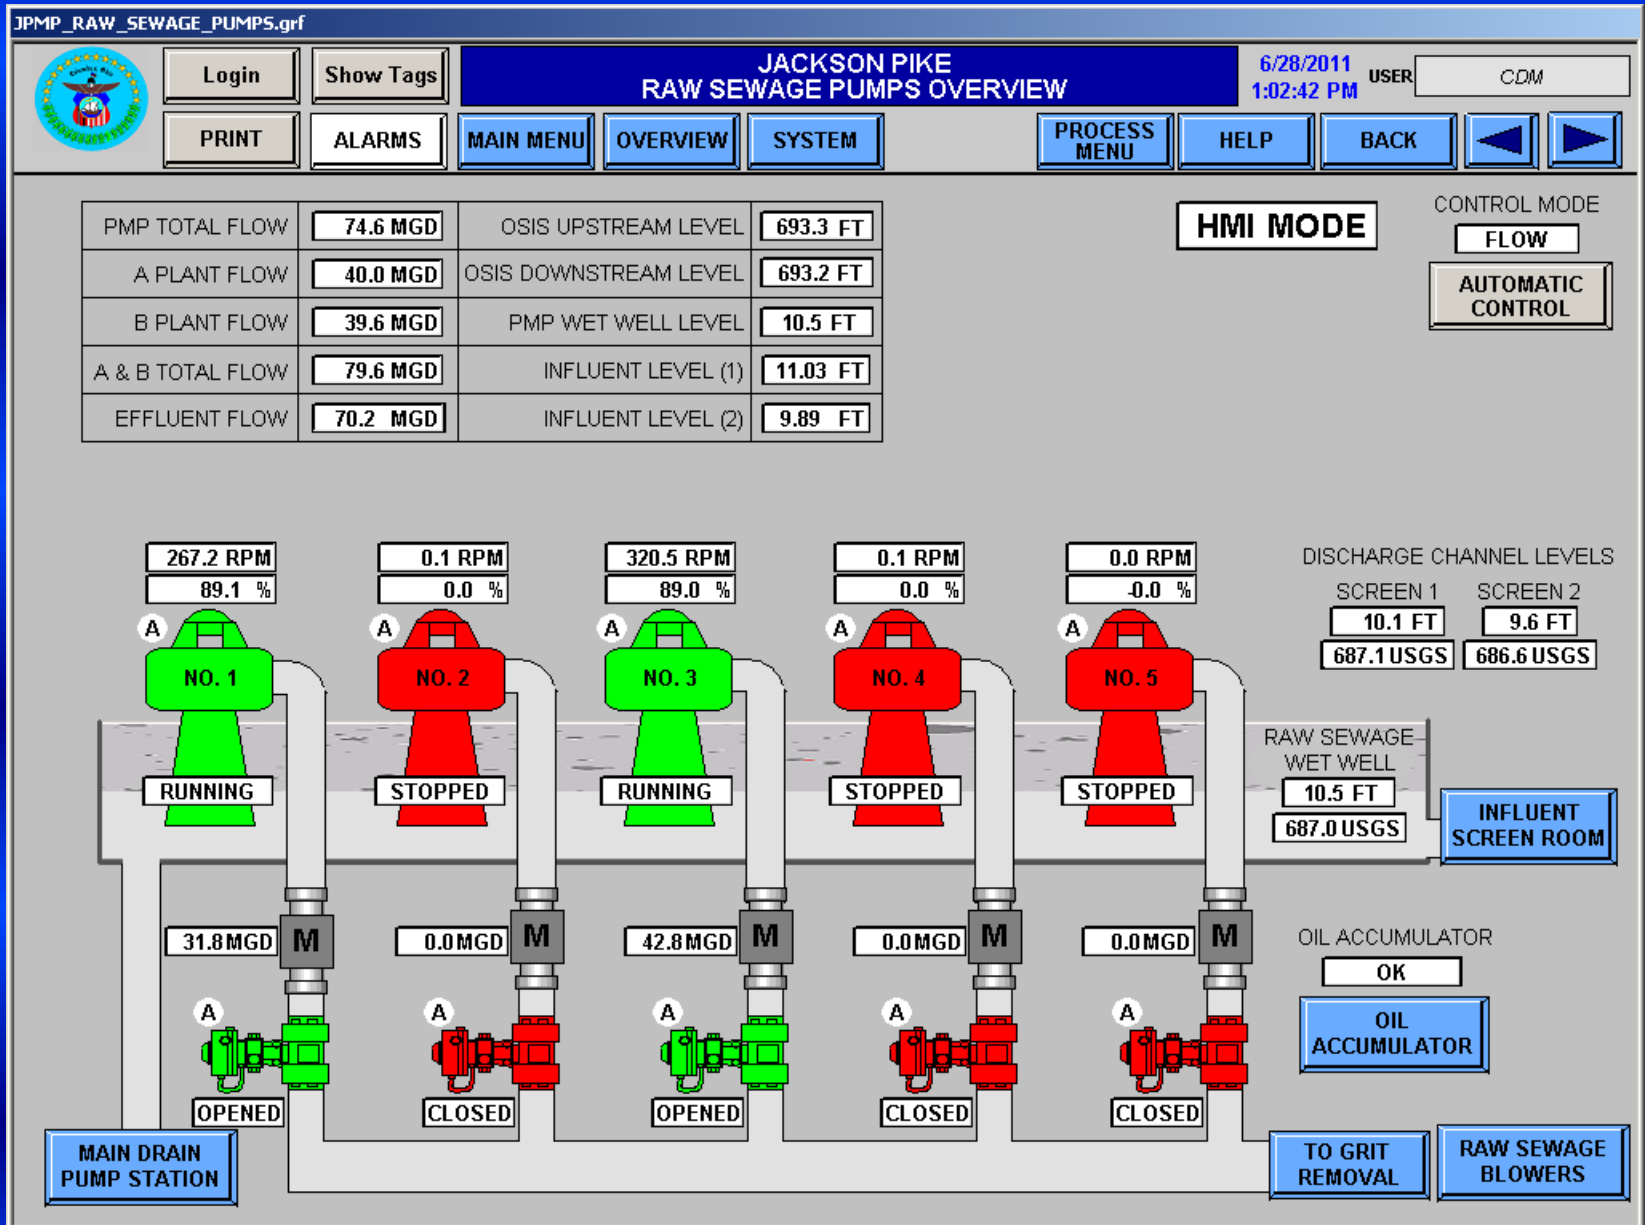 JPMP_RAW_SEWAGE_PUMPS.grf
Login
Show Tags
JACKSON PIKE
RAW SEWAGE PUMPS OVERVIEW
6/28/2011
1:02:42 PM
USER
CDM
PRINT
ALARMS
MAIN MENU
OVERVIEW
SYSTEM
PROCESS
MENU
HELP
BACK
PMP TOTAL FLOW 74.6 MGD OSIS UPSTREAM LEVEL 693.3 FT
A PLANT FLOW 40.0 MGD OSIS DOWNSTREAM LEVEL 693.2 FT
B PLANT FLOW 39.6 MGD PMP WET WELL LEVEL 10.5 FT
A & B TOTAL FLOW 79.6 MGD INFLUENT LEVEL (1) 11.03 FT
EFFLUENT FLOW 70.2 MGD INFLUENT LEVEL (2) 9.89 FT
HMI MODE
CONTROL MODE
FLOW
AUTOMATIC
CONTROL
267.2 RPM 0.1 RPM 320.5 RPM 0.1 RPM 0.0 RPM
89.1 % 0.0 % 89.0 % 0.0 % -0.0 %
A A A A A
NO. 1 NO. 2 NO. 3 NO. 4 NO. 5
RUNNING STOPPED RUNNING STOPPED STOPPED
DISCHARGE CHANNEL LEVELS
SCREEN 1 SCREEN 2
10.1 FT 9.6 FT
687.1 USGS 686.6 USGS
RAW SEWAGE
WET WELL
10.5 FT
687.0 USGS
INFLUENT
SCREEN ROOM
31.8 MGD M 0.0 MGD M 42.8 MGD M 0.0 MGD M 0.0 MGD M
A A A A A
OPENED CLOSED OPENED CLOSED CLOSED
OIL ACCUMULATOR
OK
OIL
ACCUMULATOR
MAIN DRAIN
PUMP STATION
TO GRIT
REMOVAL
RAW SEWAGE
BLOWERS